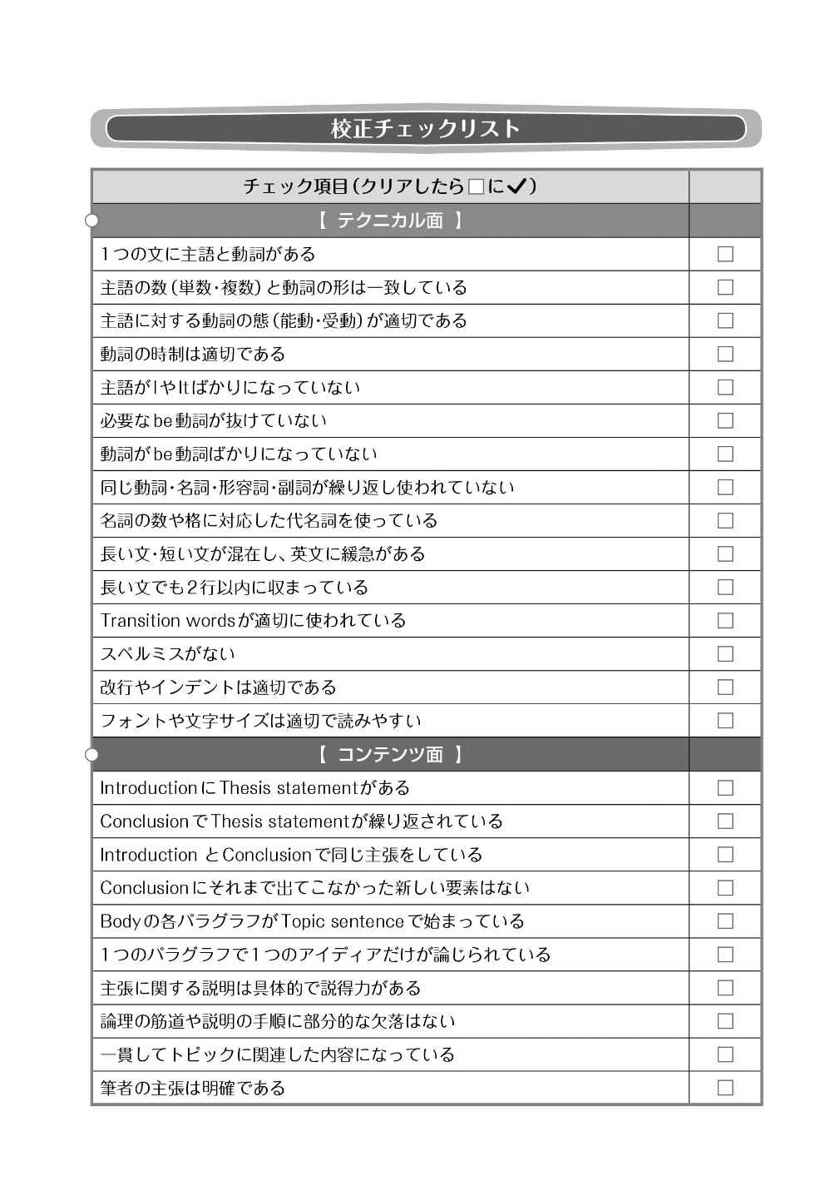 校正チェックリスト
チェック項目（クリアしたら□に✔）
【 テクニカル面 】
1つの文に主語と動詞がある □
主語の数（単数・複数）と動詞の形は一致している □
主語に対する動詞の態（能動・受動）が適切である □
動詞の時制は適切である □
主語がIやItばかりになっていない □
必要なbe動詞が抜けていない □
動詞がbe動詞ばかりになっていない □
同じ動詞・名詞・形容詞・副詞が繰り返し使われていない □
名詞の数や格に対応した代名詞を使っている □
長い文・短い文が混在し、英文に緩急がある □
長い文でも2行以内に収まっている □
Transition wordsが適切に使われている □
スペルミスがない □
改行やインデントは適切である □
フォントや文字サイズは適切で読みやすい □
【 コンテンツ面 】
IntroductionにThesis statementがある □
ConclusionでThesis statementが繰り返されている □
Introduction とConclusionで同じ主張をしている □
Conclusionにそれまで出てこなかった新しい要素はない □
Bodyの各パラグラフがTopic sentenceで始まっている □
1つのパラグラフで1つのアイディアだけが論じられている □
主張に関する説明は具体的で説得力がある □
論理の筋道や説明の手順に部分的な欠落はない □
一貫してトピックに関連した内容になっている □
筆者の主張は明確である □